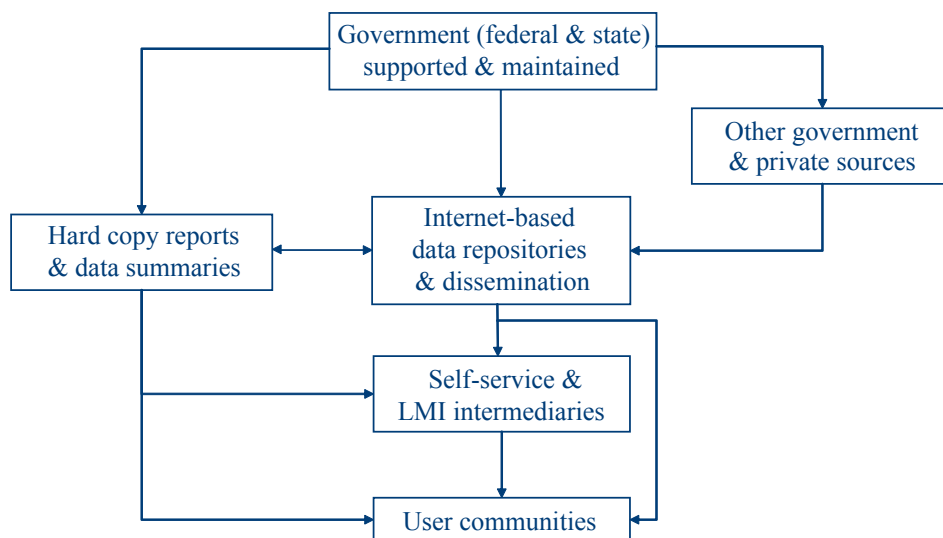 Government (federal & state)
supported & maintained
Other government
& private sources
Hard copy reports
& data summaries
Internet-based
data repositories
& dissemination
Self-service &
LMI intermediaries
User communities